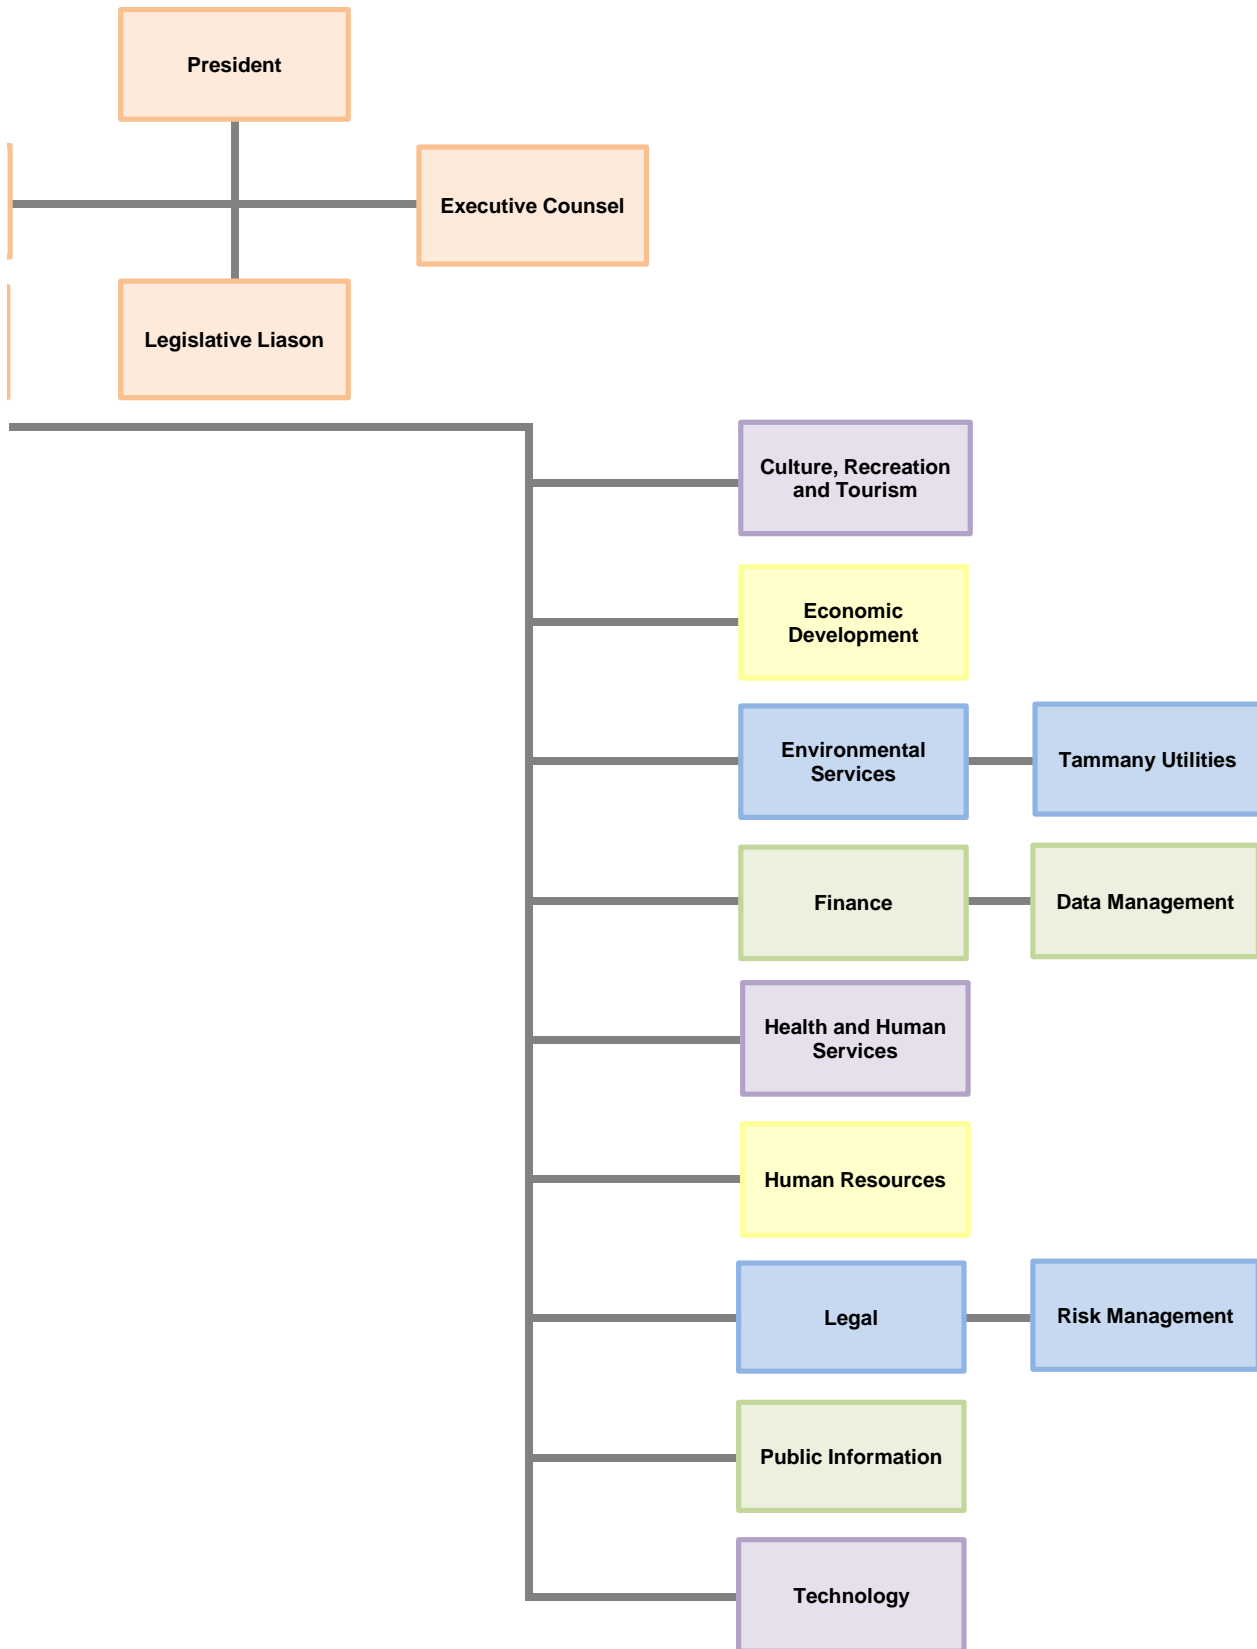 President
Executive Counsel
Legislative Liason
Culture, Recreation
and Tourism
Economic
Development
Environmental
Services
Tammany Utilities
Finance
Data Management
Health and Human
Services
Human Resources
Legal
Risk Management
Public Information
Technology